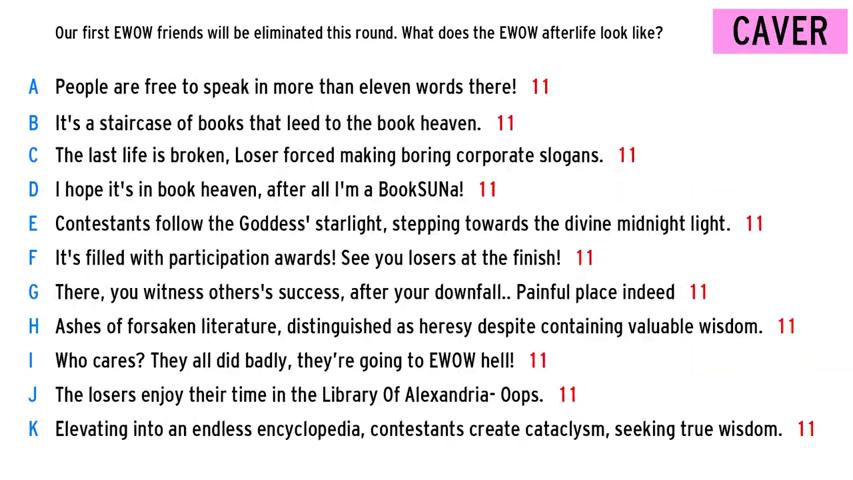 Our first EWOW friends will be eliminated this round. What does the EWOW afterlife look like?
CAVER
A People are free to speak in more than eleven words there! 11
B It's a staircase of books that leed to the book heaven. 11
C The last life is broken, Loser forced making boring corporate slogans. 11
D I hope it's in book heaven, after all I'm a BookSUNa! 11
E Contestants follow the Goddess' starlight, stepping towards the divine midnight light. 11
F It's filled with participation awards! See you losers at the finish! 11
G There, you witness others's success, after your downfall.. Painful place indeed 11
H Ashes of forsaken literature, distinguished as heresy despite containing valuable wisdom. 11
I Who cares? They all did badly, they’re going to EWOW hell! 11
J The losers enjoy their time in the Library Of Alexandria- Oops. 11
K Elevating into an endless encyclopedia, contestants create cataclysm, seeking true wisdom. 11